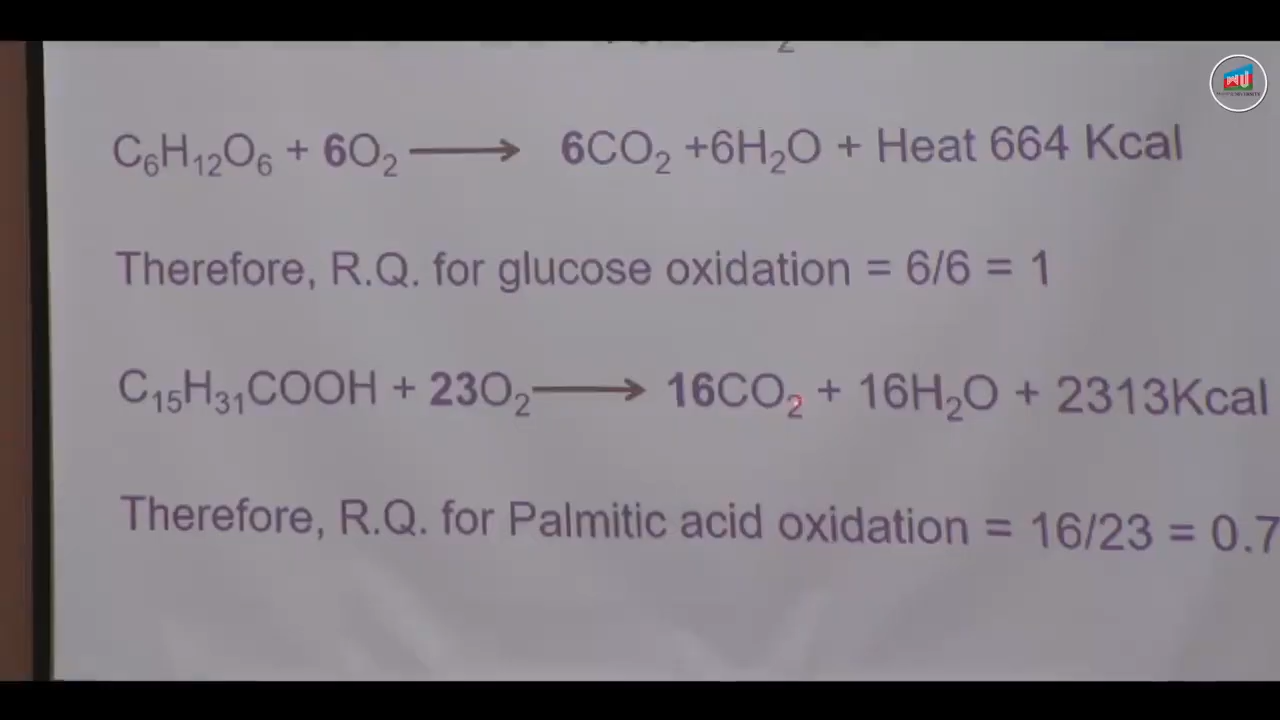 C₆H₁₂O₆ + 6O₂ ⟶ 6CO₂ +6H₂O + Heat 664 Kcal
Therefore, R.Q. for glucose oxidation = 6/6 = 1
C₁₅H₃₁COOH + 23O₂ ⟶ 16CO₂ + 16H₂O + 2313Kcal
Therefore, R.Q. for Palmitic acid oxidation = 16/23 = 0.7